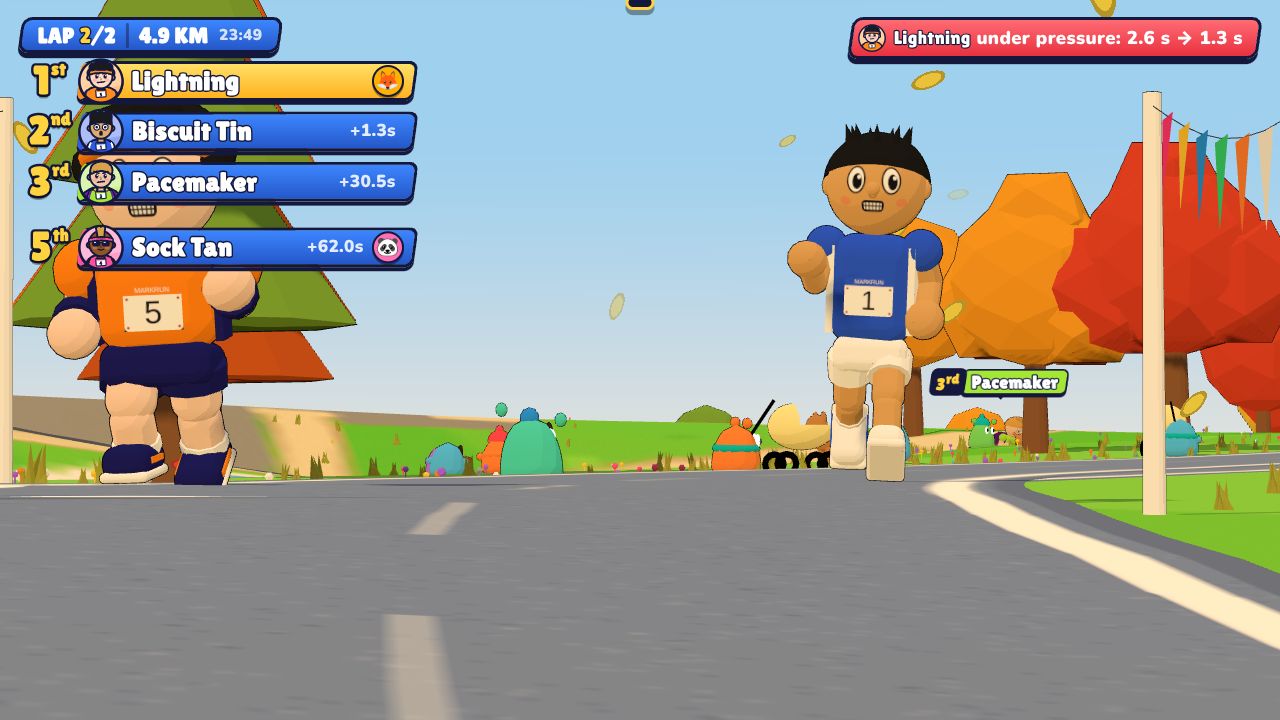 LAP 2/2 4.9 KM 23:49
Lightning under pressure: 2.6 s → 1.3 s
1st Lightning
2nd Biscuit Tin +1.3s
3rd Pacemaker +30.5s
5th Sock Tan +62.0s
MARKRUN
5
MARKRUN
1
3rd Pacemaker